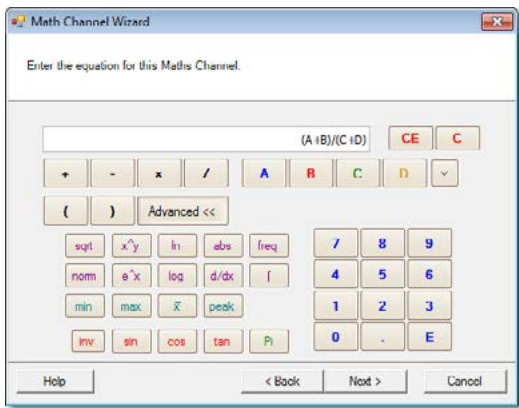 Math Channel Wizard
Enter the equation for this Maths Channel.
(A+B)/(C+D) CE C
+ - x / A B C D
( ) Advanced <<
sqrt x^y ln abs freq 7 8 9
norm e^x log d/dx ∫ 4 5 6
min max x̅ peak 1 2 3
inv sin cos tan Pi 0 . E
Help < Back Next > Cancel